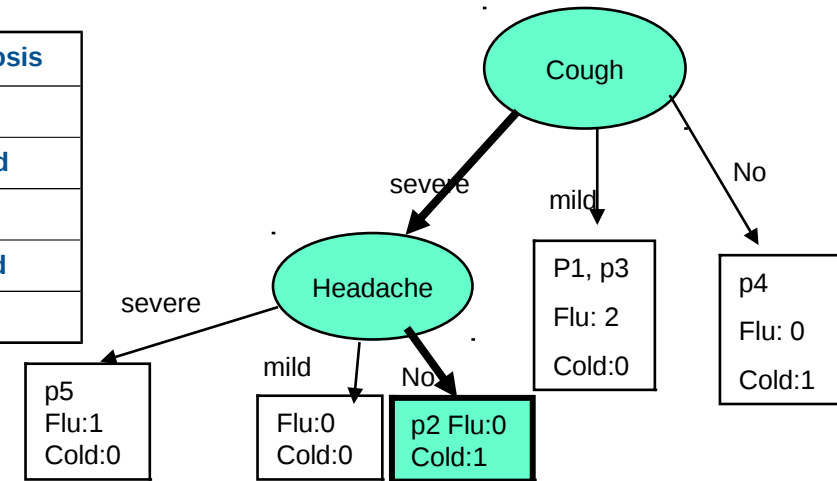 osis
d
d
Cough
severe
mild
No
Headache
P1, p3
Flu: 2
Cold:0
p4
Flu: 0
Cold:1
severe
mild
No
p5
Flu:1
Cold:0
Flu:0
Cold:0
p2 Flu:0
Cold:1